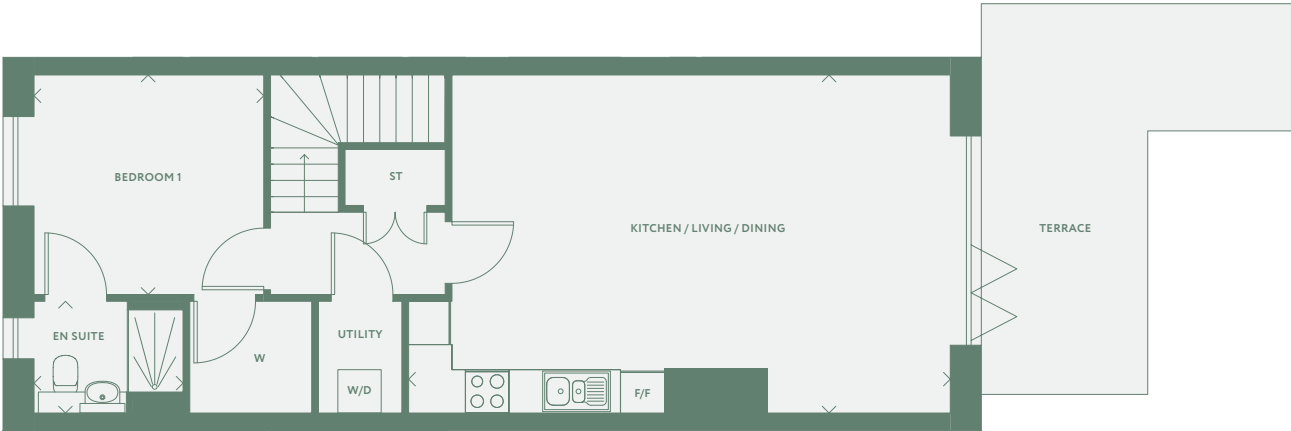 BEDROOM 1
ST
KITCHEN / LIVING / DINING
TERRACE
EN SUITE
W
UTILITY
W/D
F/F